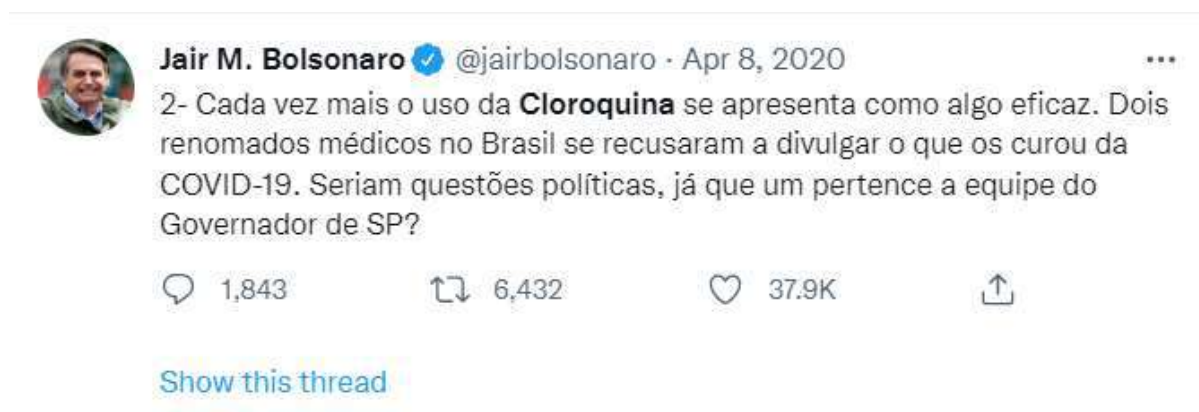 Jair M. Bolsonaro @jairbolsonaro · Apr 8, 2020
2- Cada vez mais o uso da Cloroquina se apresenta como algo eficaz. Dois
renomados médicos no Brasil se recusaram a divulgar o que os curou da
COVID-19. Seriam questões políticas, já que um pertence a equipe do
Governador de SP?
1,843 6,432 37.9K
Show this thread